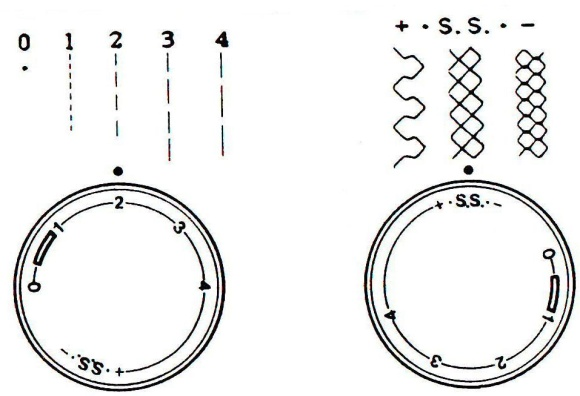 0 1 2 3 4
+ · S.S. · −
0 1 2 3 4 + · S.S. · −
+ · S.S. · − 0 1 2 3 4